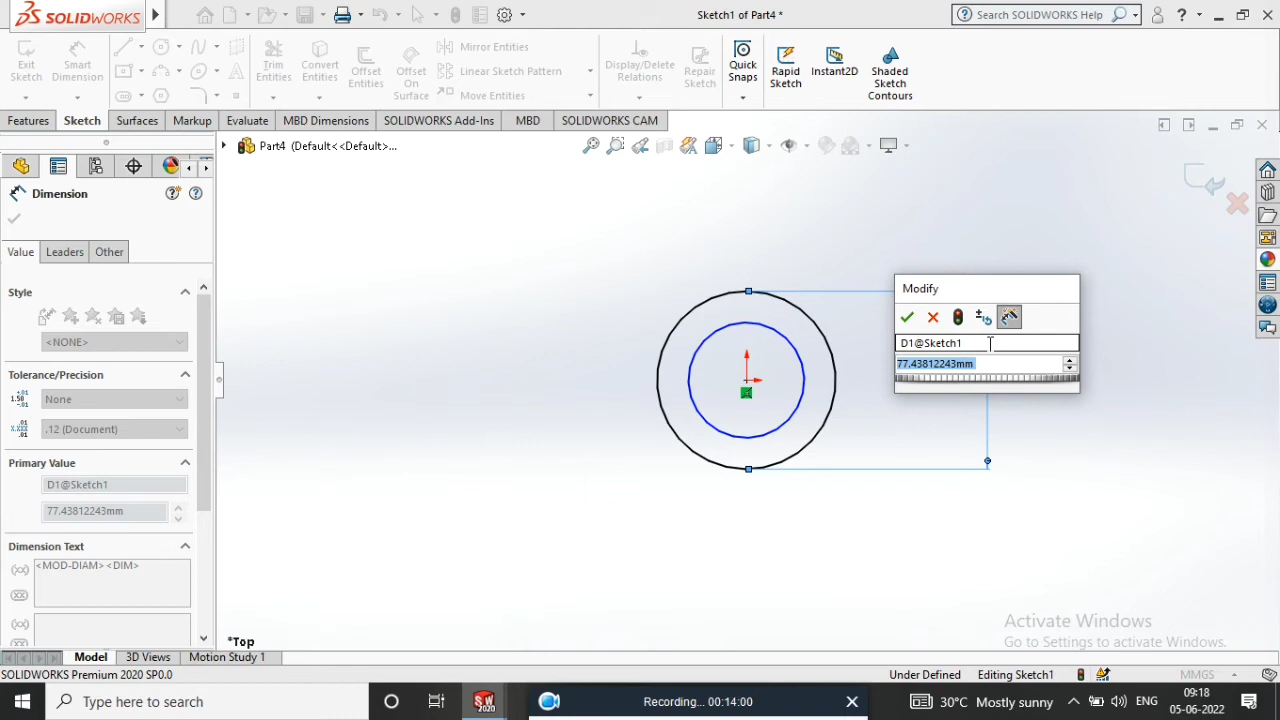 SOLIDWORKS
Sketch1 of Part4 *
Search SOLIDWORKS Help
Exit Sketch
Smart Dimension
Trim Entities
Convert Entities
Offset Entities
Offset On Surface
Mirror Entities
Linear Sketch Pattern
Move Entities
Display/Delete Relations
Repair Sketch
Quick Snaps
Rapid Sketch
Instant2D
Shaded Sketch Contours
Features
Sketch
Surfaces
Markup
Evaluate
MBD Dimensions
SOLIDWORKS Add-Ins
MBD
SOLIDWORKS CAM
Part4 (Default<<Default>...
Dimension
Value
Leaders
Other
Style
<NONE>
Tolerance/Precision
None
.12 (Document)
Primary Value
D1@Sketch1
77.43812243mm
Dimension Text
<MOD-DIAM><DIM>
Modify
D1@Sketch1
77.43812243mm
*Top
Activate Windows
Go to Settings to activate Windows.
Model
3D Views
Motion Study 1
SOLIDWORKS Premium 2020 SP0.0
Under Defined
Editing Sketch1
MMGS
Type here to search
SW
2020
Recording... 00:14:00
30°C Mostly sunny
ENG
09:18
05-06-2022